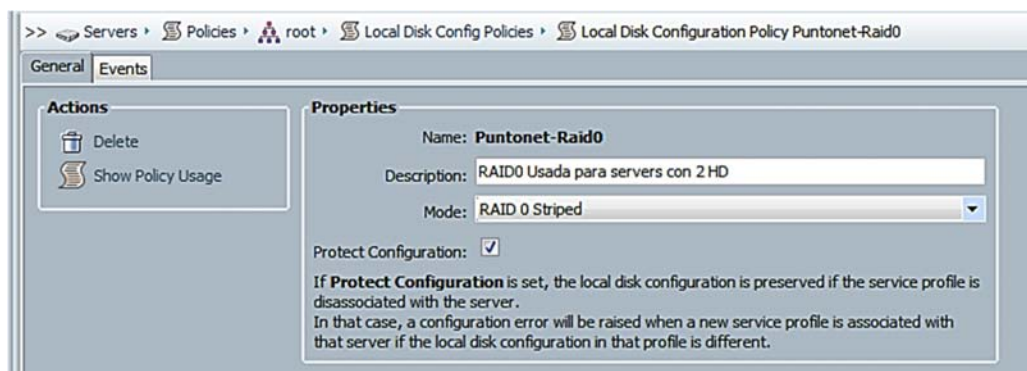 >> Servers ▸ Policies ▸ root ▸ Local Disk Config Policies ▸ Local Disk Configuration Policy Puntonet-Raid0
General Events
Actions
Delete
Show Policy Usage
Properties
Name: Puntonet-Raid0
Description: RAID0 Usada para servers con 2 HD
Mode: RAID 0 Striped
Protect Configuration:
If Protect Configuration is set, the local disk configuration is preserved if the service profile is
disassociated with the server.
In that case, a configuration error will be raised when a new service profile is associated with
that server if the local disk configuration in that profile is different.